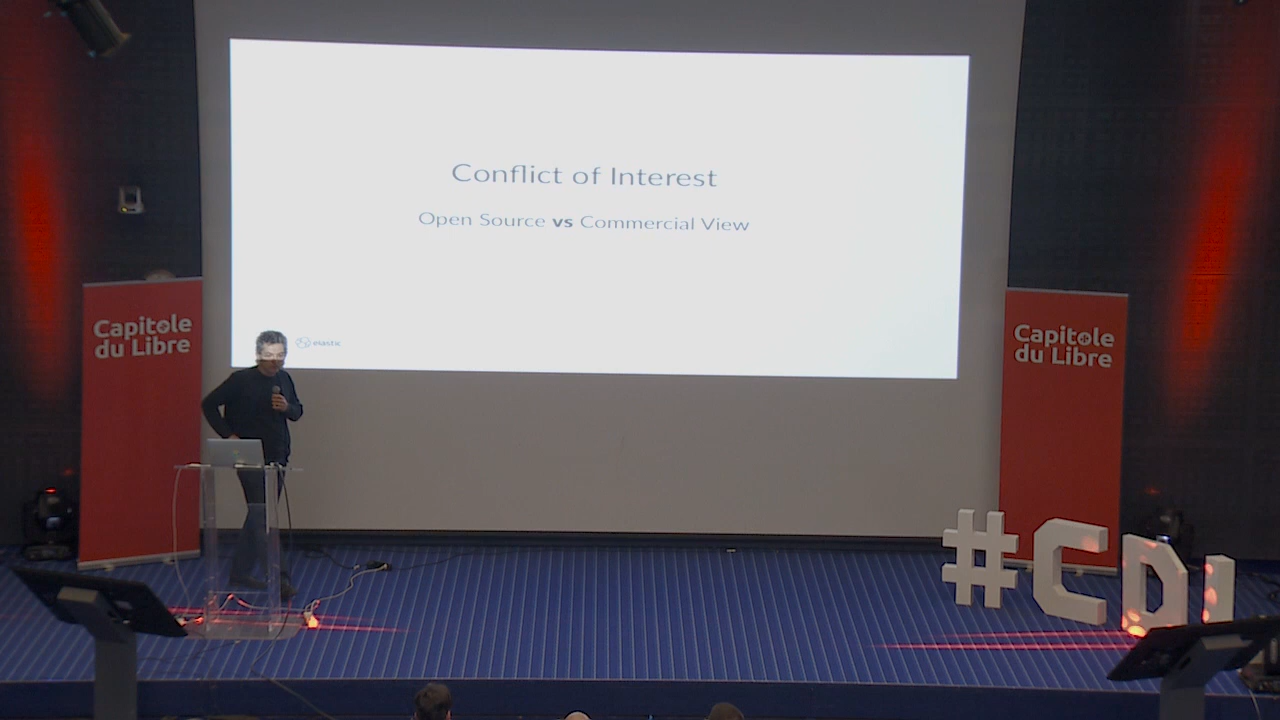 Conflict of Interest
Open Source vs Commercial View
elastic
Capitole
du Libre
Capitole
du Libre
#CDL